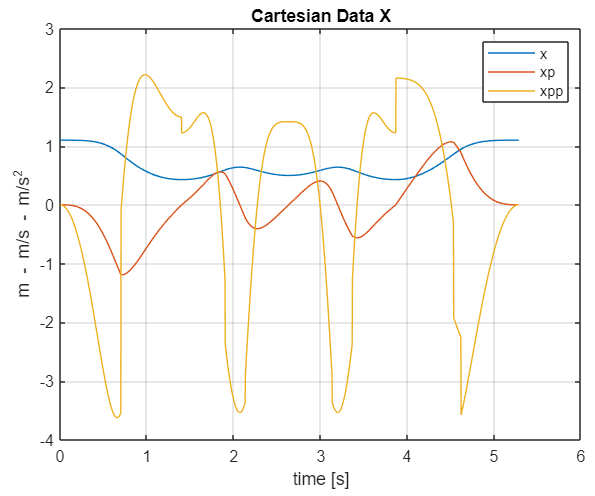 Cartesian Data X
3
2
1
0
-1
-2
-3
-4
m - m/s - m/s²
x
xp
xpp
0 1 2 3 4 5 6
time [s]